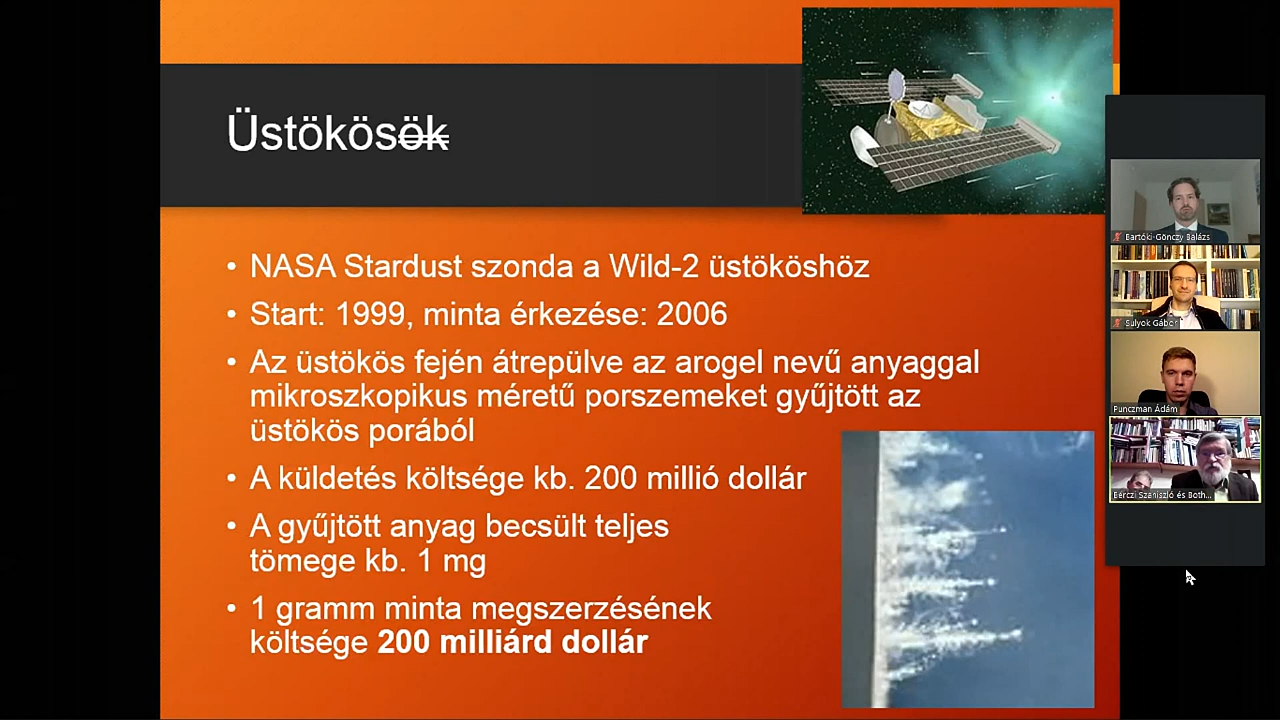 Üstökösök
• NASA Stardust szonda a Wild-2 üstököshöz
• Start: 1999, minta érkezése: 2006
• Az üstökös fején átrepülve az arogel nevű anyaggal
mikroszkopikus méretű porszemeket gyűjtött az
üstökös porából
• A küldetés költsége kb. 200 millió dollár
• A gyűjtött anyag becsült teljes
tömege kb. 1 mg
• 1 gramm minta megszerzésének
költsége 200 milliárd dollár
Bartóki-Gönczy Balázs
Sulyok Gábor
Punczman Ádám
Bérczi Szaniszló és Both...